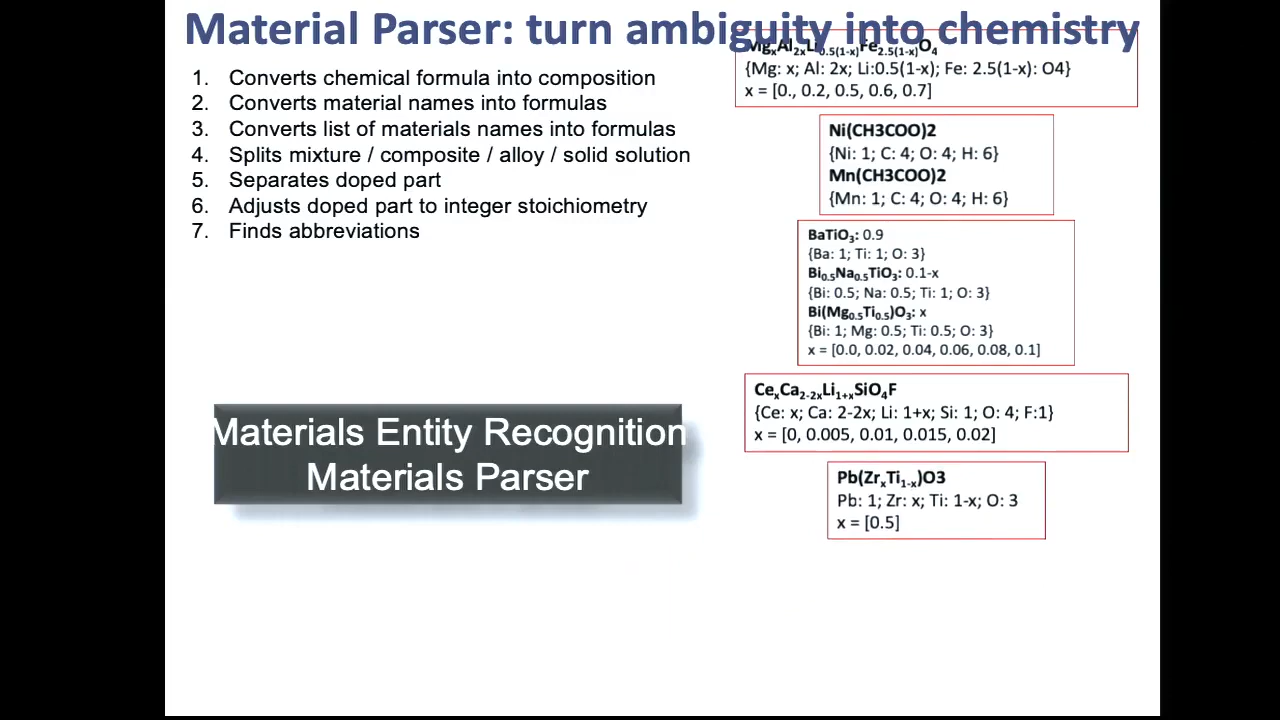 Material Parser: turn ambiguity into chemistry
1. Converts chemical formula into composition
2. Converts material names into formulas
3. Converts list of materials names into formulas
4. Splits mixture / composite / alloy / solid solution
5. Separates doped part
6. Adjusts doped part to integer stoichiometry
7. Finds abbreviations
Materials Entity Recognition
Materials Parser
MgₓAl₂ₓLi₀.₅₍₁₋ₓ₎Fe₂.₅₍₁₋ₓ₎O₄
{Mg: x; Al: 2x; Li:0.5(1-x); Fe: 2.5(1-x): O4}
x = [0., 0.2, 0.5, 0.6, 0.7]
Ni(CH3COO)2
{Ni: 1; C: 4; O: 4; H: 6}
Mn(CH3COO)2
{Mn: 1; C: 4; O: 4; H: 6}
BaTiO₃: 0.9
{Ba: 1; Ti: 1; O: 3}
Bi₀.₅Na₀.₅TiO₃: 0.1-x
{Bi: 0.5; Na: 0.5; Ti: 1; O: 3}
Bi(Mg₀.₅Ti₀.₅)O₃: x
{Bi: 1; Mg: 0.5; Ti: 0.5; O: 3}
x = [0.0, 0.02, 0.04, 0.06, 0.08, 0.1]
CeₓCa₂₋₂ₓLi₁₊ₓSiO₄F
{Ce: x; Ca: 2-2x; Li: 1+x; Si: 1; O: 4; F:1}
x = [0, 0.005, 0.01, 0.015, 0.02]
Pb(ZrₓTi₁₋ₓ)O3
Pb: 1; Zr: x; Ti: 1-x; O: 3
x = [0.5]